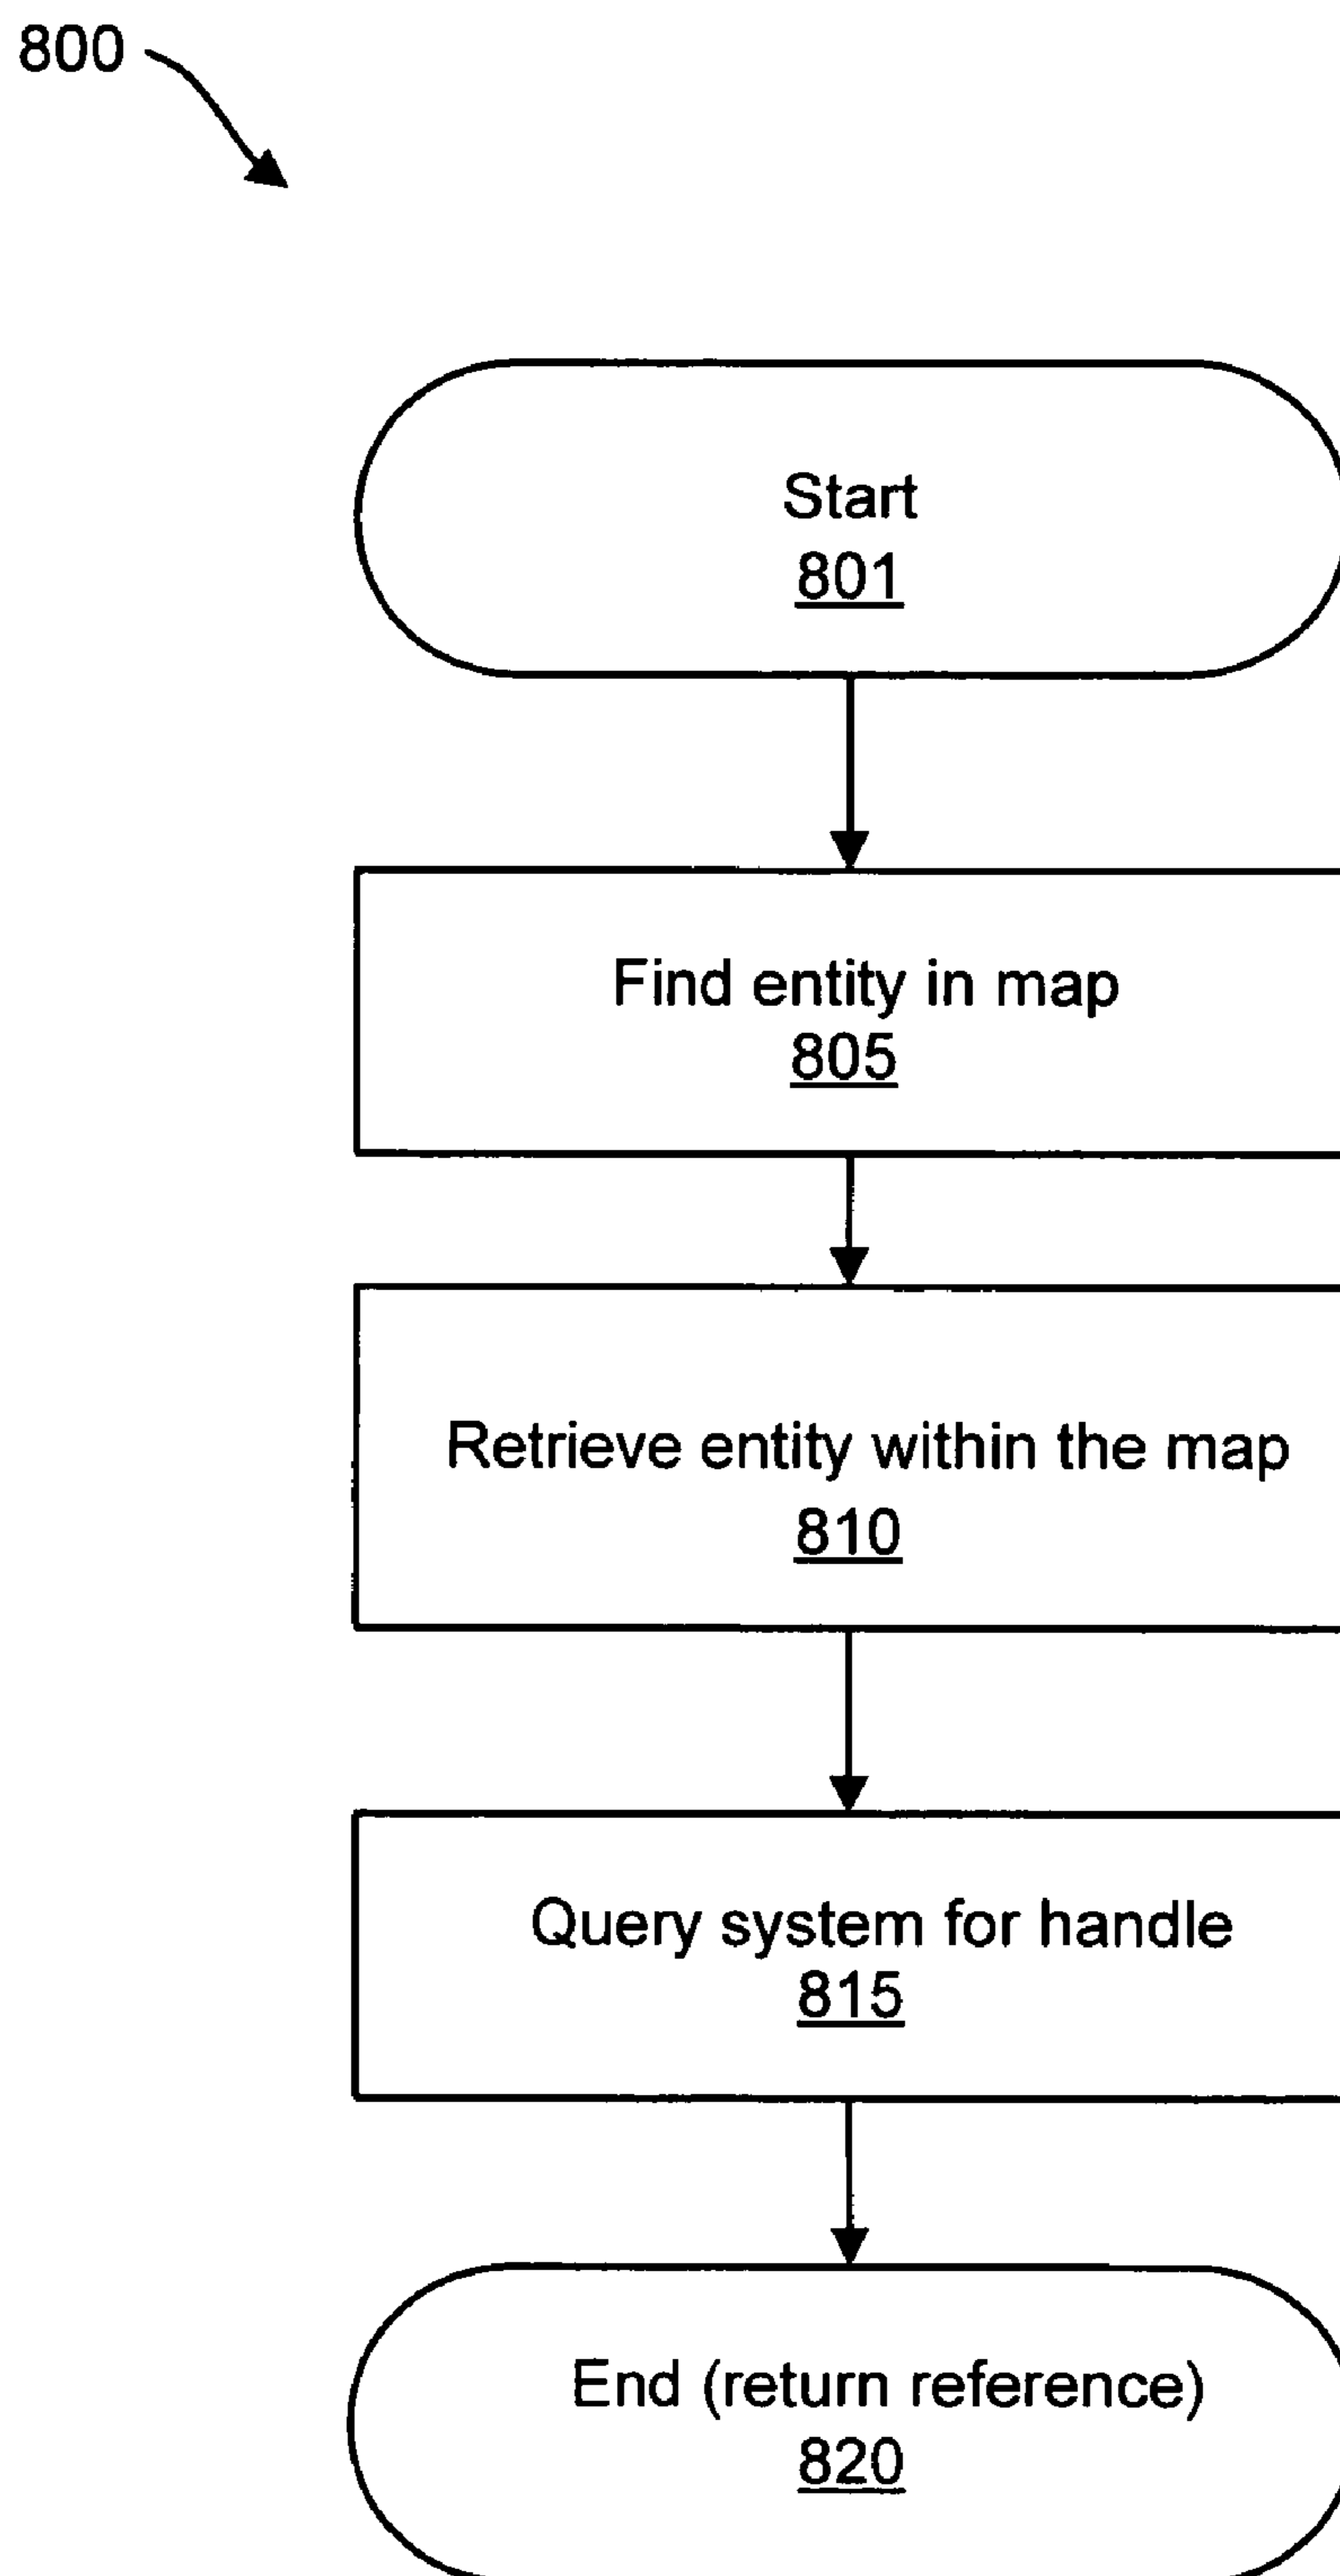 800
Start
801
Find entity in map
805
Retrieve entity within the map
810
Query system for handle
815
End (return reference)
820